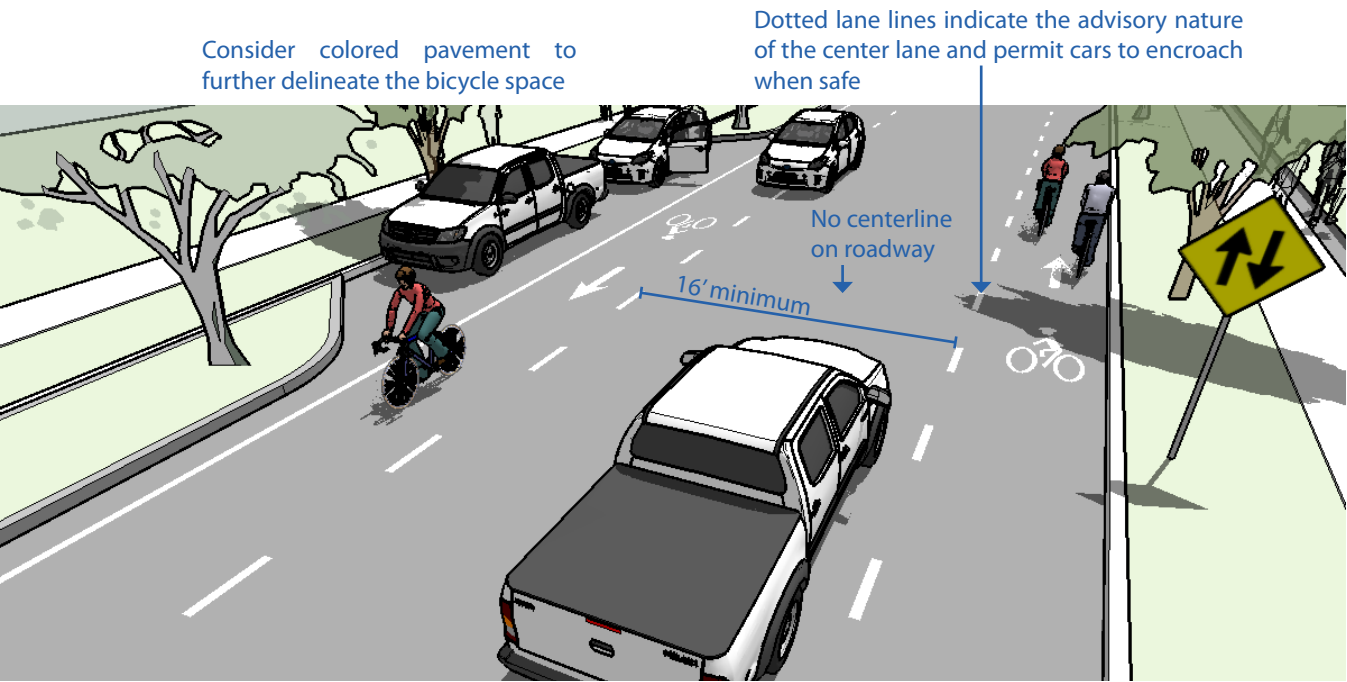 Consider colored pavement to
further delineate the bicycle space
Dotted lane lines indicate the advisory nature
of the center lane and permit cars to encroach
when safe
No centerline
on roadway
16’ minimum